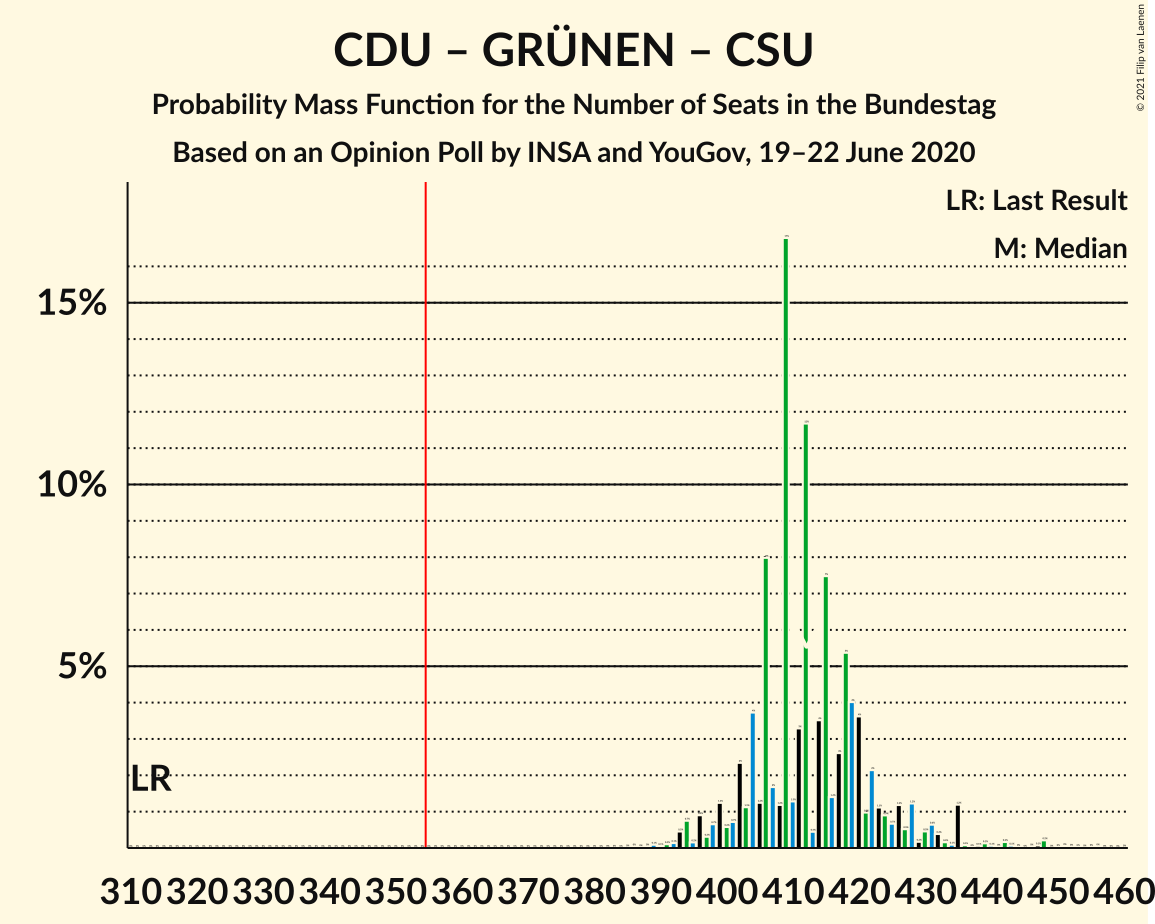 CDU – GRÜNEN – CSU
Probability Mass Function for the Number of Seats in the Bundestag
Based on an Opinion Poll by INSA and YouGov, 19–22 June 2020
© 2021 Filip van Laenen
LR: Last Result
M: Median
15%
10%
5%
LR
310 320 330 340 350 360 370 380 390 400 410 420 430 440 450 460